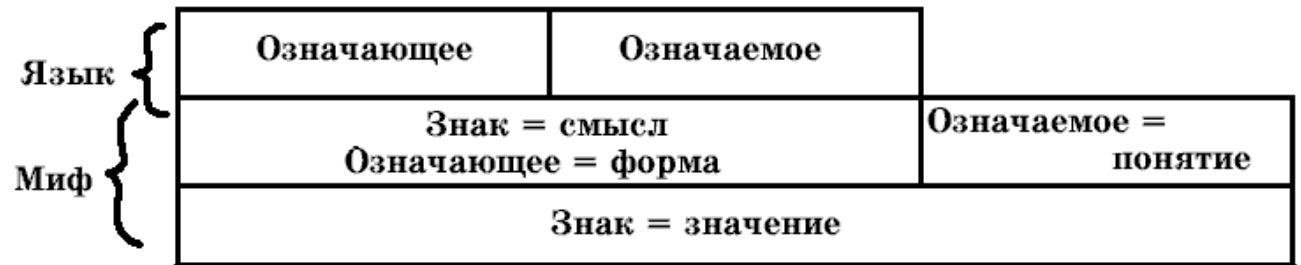 Означающее Означаемое
Язык
Знак = смысл Означаемое =
Означающее = форма понятие
Миф
Знак = значение